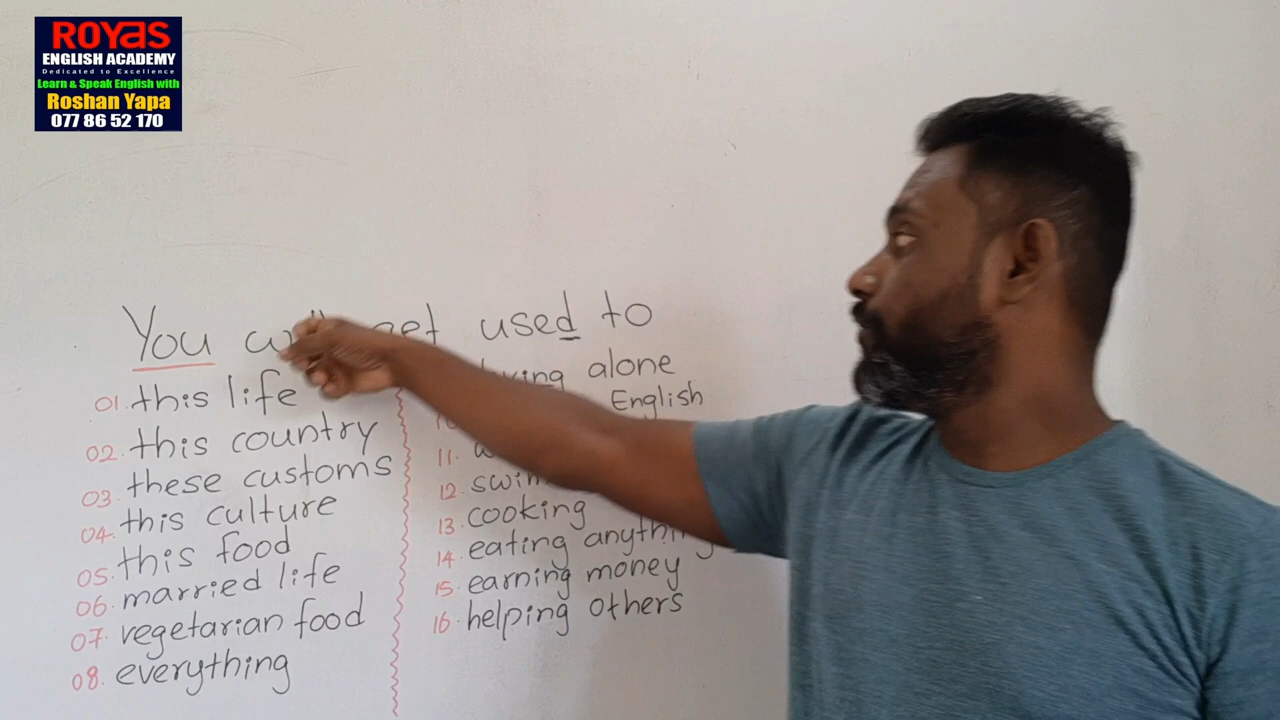 ROYAS
ENGLISH ACADEMY
Dedicated to Excellence
Learn & Speak English with
Roshan Yapa
077 86 52 170
You get used to
01. this life
02. this country
03. these customs
04. this culture
05. this food
06. married life
07. vegetarian food
08. everything
alone
English
11.
12.
13. cooking
14. eating anything
15. earning money
16. helping others